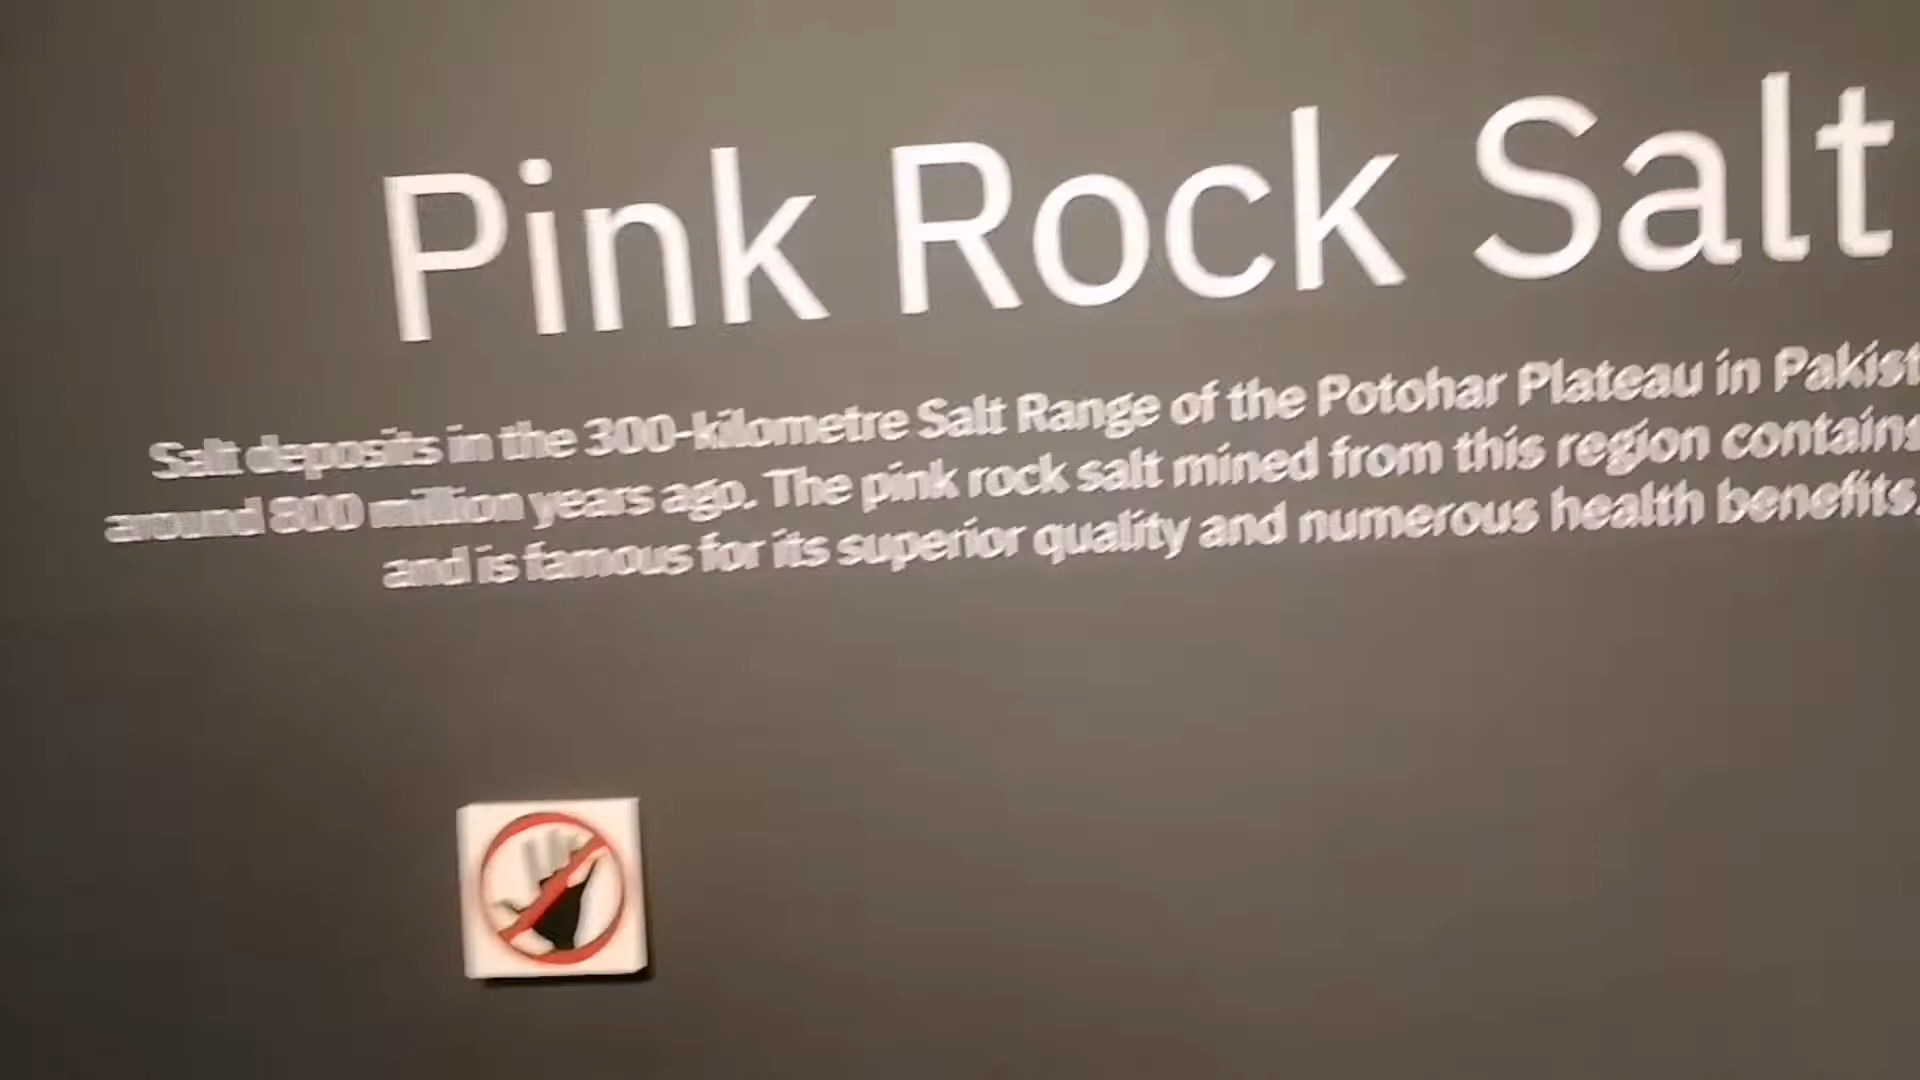 Pink Rock Salt
Salt deposits in the 300-kilometre Salt Range of the Potohar Plateau in Pakist
around 800 million years ago. The pink rock salt mined from this region contains
and is famous for its superior quality and numerous health benefits.